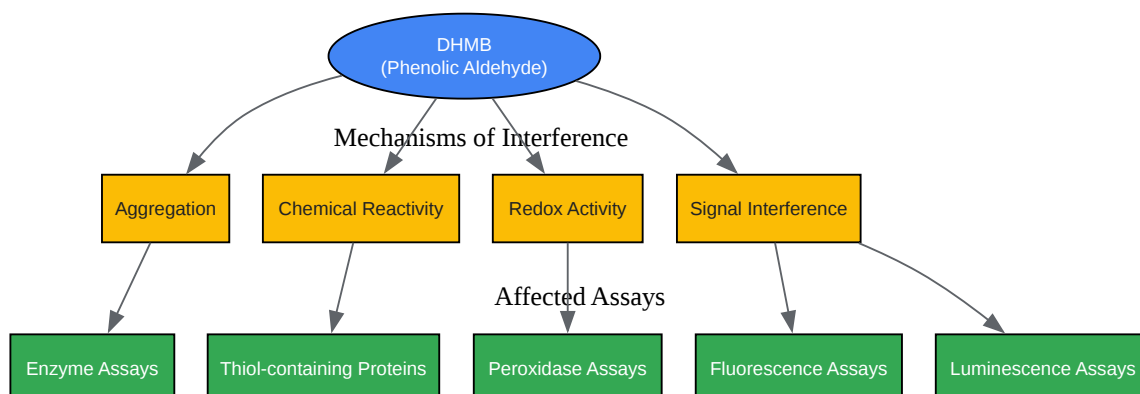 DHMB
(Phenolic Aldehyde)
Mechanisms of Interference
Aggregation
Chemical Reactivity
Redox Activity
Signal Interference
Affected Assays
Enzyme Assays
Thiol-containing Proteins
Peroxidase Assays
Fluorescence Assays
Luminescence Assays